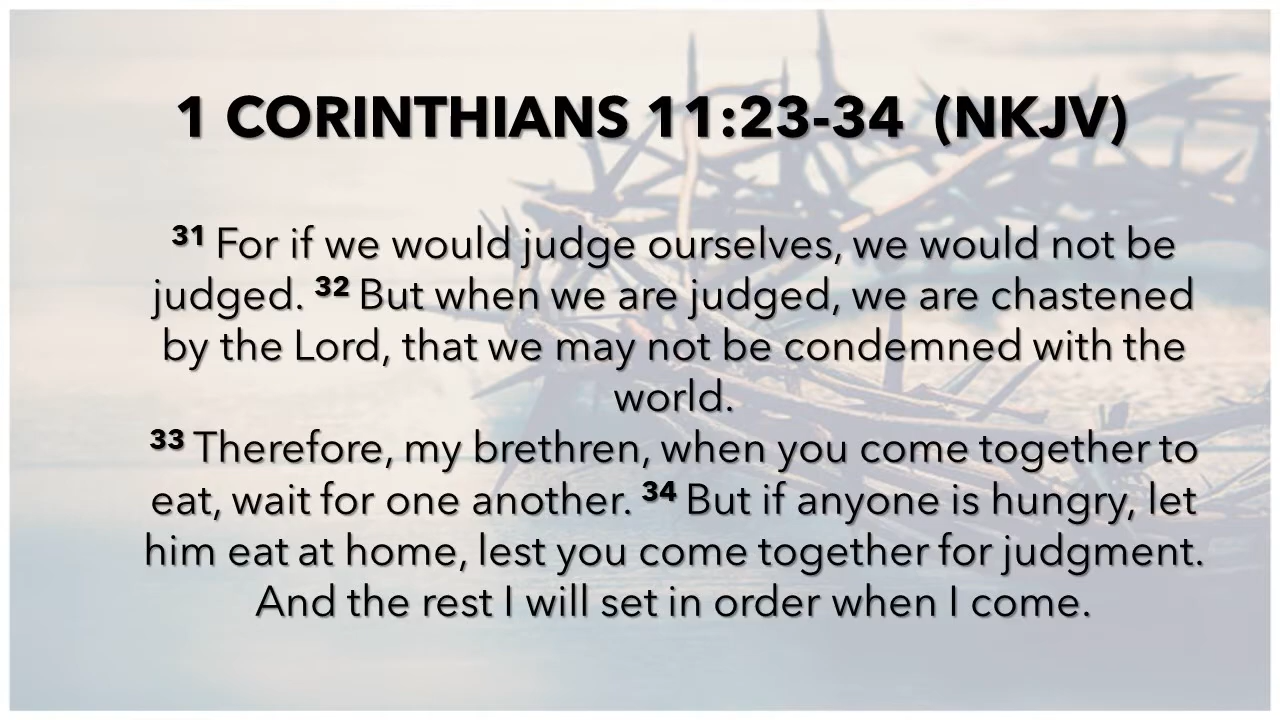 1 CORINTHIANS 11:23-34 (NKJV)
31 For if we would judge ourselves, we would not be
judged. 32 But when we are judged, we are chastened
by the Lord, that we may not be condemned with the
world.
33 Therefore, my brethren, when you come together to
eat, wait for one another. 34 But if anyone is hungry, let
him eat at home, lest you come together for judgment.
And the rest I will set in order when I come.